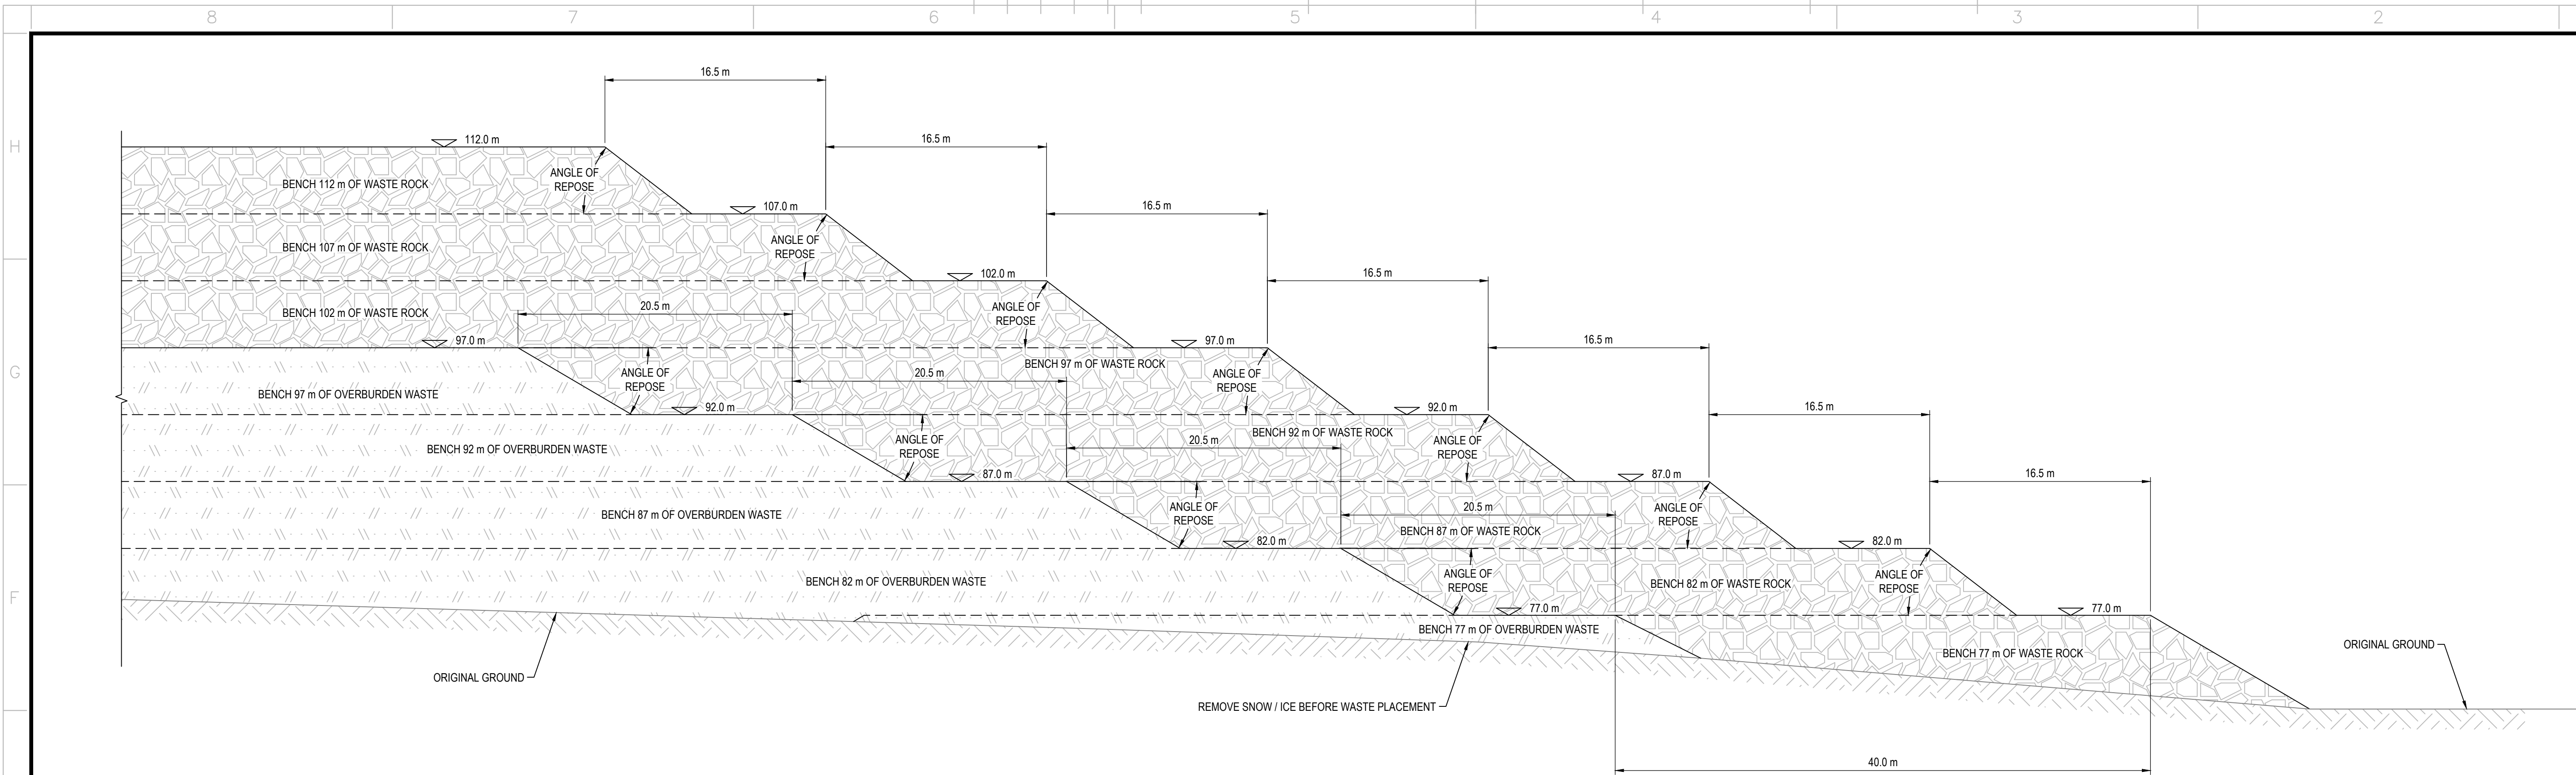 8 7 6 5 4 3 2
16.5 m
112.0 m
16.5 m
H
ANGLE OF
REPOSE
BENCH 112 m OF WASTE ROCK
107.0 m
16.5 m
ANGLE OF
REPOSE
BENCH 107 m OF WASTE ROCK
102.0 m
16.5 m
20.5 m
ANGLE OF
REPOSE
BENCH 102 m OF WASTE ROCK
97.0 m
97.0 m
16.5 m
BENCH 97 m OF WASTE ROCK
G
ANGLE OF
REPOSE
20.5 m
ANGLE OF
REPOSE
BENCH 97 m OF OVERBURDEN WASTE
92.0 m
92.0 m
16.5 m
BENCH 92 m OF WASTE ROCK
ANGLE OF
REPOSE
20.5 m
ANGLE OF
REPOSE
BENCH 92 m OF OVERBURDEN WASTE
87.0 m
87.0 m
16.5 m
ANGLE OF
REPOSE
20.5 m
ANGLE OF
REPOSE
BENCH 87 m OF OVERBURDEN WASTE
BENCH 87 m OF WASTE ROCK
82.0 m
82.0 m
ANGLE OF
REPOSE
ANGLE OF
REPOSE
BENCH 82 m OF OVERBURDEN WASTE
BENCH 82 m OF WASTE ROCK
F
77.0 m
77.0 m
BENCH 77 m OF OVERBURDEN WASTE
ORIGINAL GROUND
BENCH 77 m OF WASTE ROCK
ORIGINAL GROUND
REMOVE SNOW / ICE BEFORE WASTE PLACEMENT
40.0 m